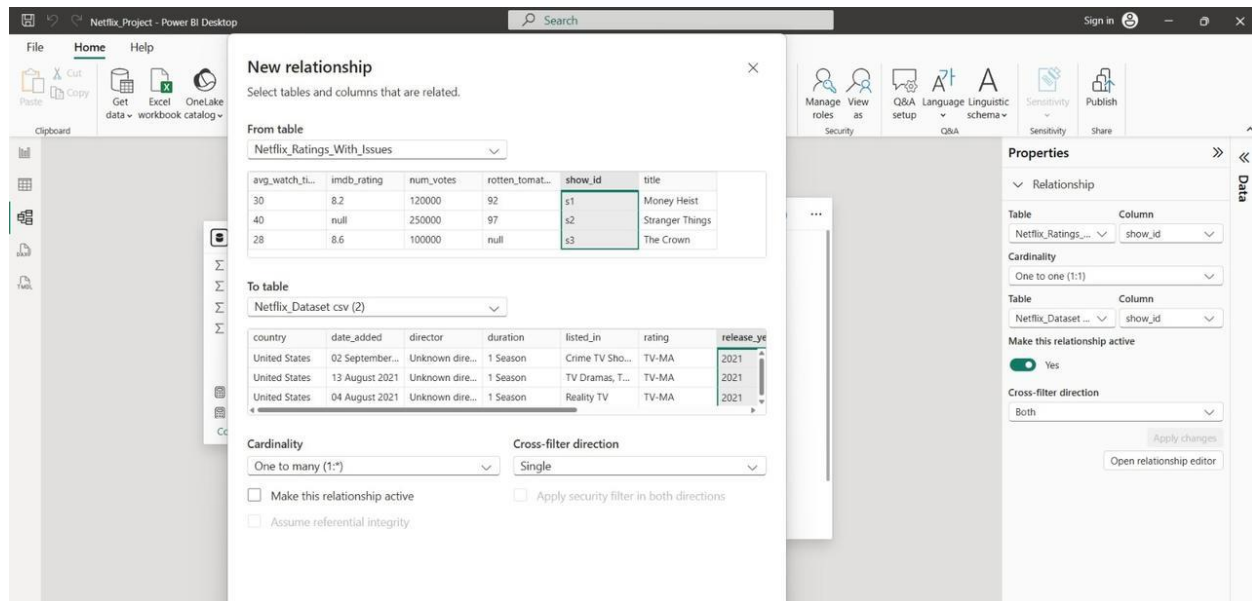 Netflix_Project - Power BI Desktop
Search
Sign in
File Home Help
Paste
Cut
Copy
Get data
Excel workbook
OneLake catalog
Manage roles
View as
Q&A setup
Language
Linguistic schema
Sensitivity
Publish
Clipboard
Security
Q&A
Sensitivity
Share
New relationship
Select tables and columns that are related.
From table
Netflix_Ratings_With_Issues
avg_watch_ti... imdb_rating num_votes rotten_tomat... show_id title
30 8.2 120000 92 s1 Money Heist
40 null 250000 97 s2 Stranger Things
28 8.6 100000 null s3 The Crown
To table
Netflix_Dataset csv (2)
country date_added director duration listed_in rating release_ye
United States 02 September... Unknown dire... 1 Season Crime TV Sho... TV-MA 2021
United States 13 August 2021 Unknown dire... 1 Season TV Dramas, T... TV-MA 2021
United States 04 August 2021 Unknown dire... 1 Season Reality TV TV-MA 2021
Cardinality
One to many (1:*)
Cross-filter direction
Single
Make this relationship active
Apply security filter in both directions
Assume referential integrity
Properties
Relationship
Table Column
Netflix_Ratings_... show_id
Cardinality
One to one (1:1)
Table Column
Netflix_Dataset ... show_id
Make this relationship active
Yes
Cross-filter direction
Both
Apply changes
Open relationship editor
Data